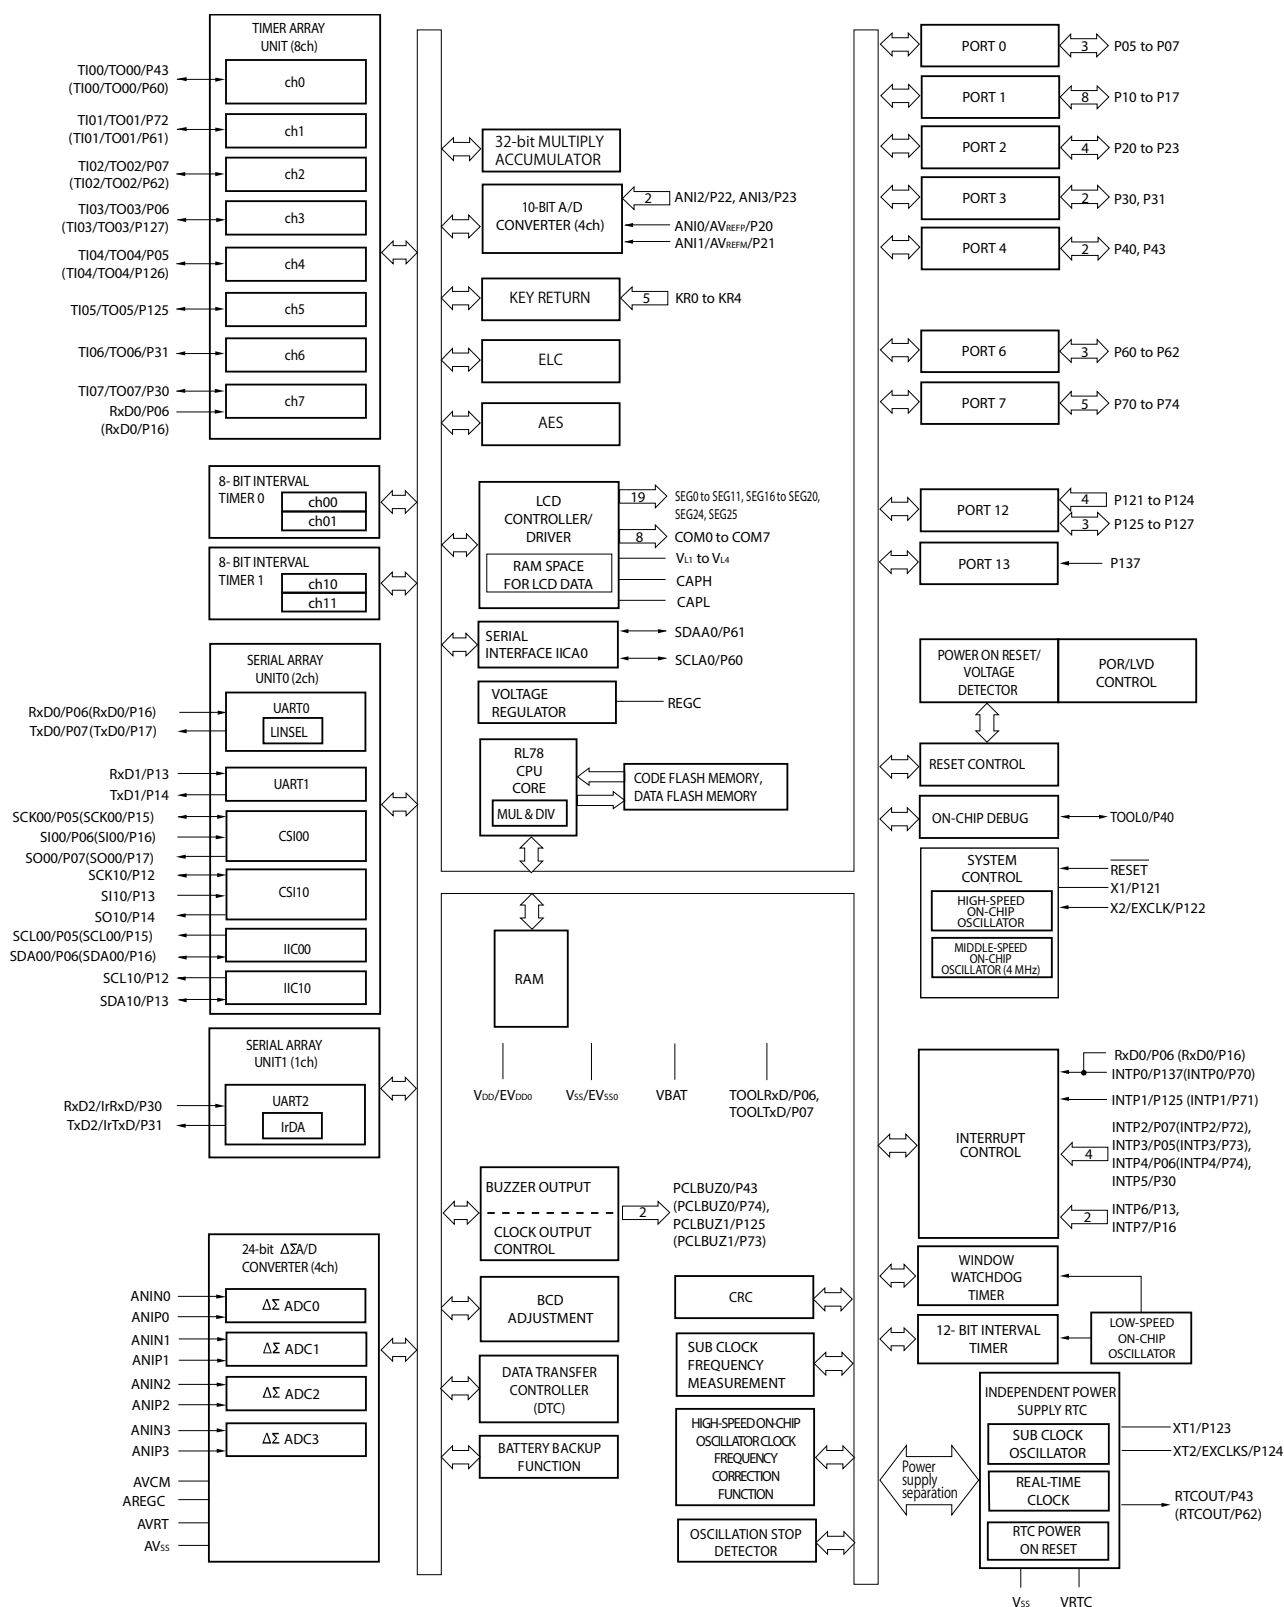 TIMER ARRAY
UNIT (8ch)
TI00/TO00/P43
(TI00/TO00/P60)
ch0
TI01/TO01/P72
(TI01/TO01/P61)
ch1
TI02/TO02/P07
(TI02/TO02/P62)
ch2
TI03/TO03/P06
(TI03/TO03/P127)
ch3
TI04/TO04/P05
(TI04/TO04/P126)
ch4
TI05/TO05/P125
ch5
TI06/TO06/P31
ch6
TI07/TO07/P30
RxD0/P06
(RxD0/P16)
ch7
8- BIT INTERVAL
TIMER 0
ch00
ch01
8- BIT INTERVAL
TIMER 1
ch10
ch11
SERIAL ARRAY
UNIT0 (2ch)
UART0
LINSEL
RxD0/P06(RxD0/P16)
TxD0/P07(TxD0/P17)
RxD1/P13
TxD1/P14
UART1
SCK00/P05(SCK00/P15)
SI00/P06(SI00/P16)
SO00/P07(SO00/P17)
CSI00
SCK10/P12
SI10/P13
SO10/P14
CSI10
SCL00/P05(SCL00/P15)
SDA00/P06(SDA00/P16)
IIC00
SCL10/P12
SDA10/P13
IIC10
SERIAL ARRAY
UNIT1 (1ch)
UART2
IrDA
RxD2/IrRxD/P30
TxD2/IrTxD/P31
24-bit ΔΣA/D
CONVERTER (4ch)
ANIN0
ANIP0
ΔΣ ADC0
ANIN1
ANIP1
ΔΣ ADC1
ANIN2
ANIP2
ΔΣ ADC2
ANIN3
ANIP3
ΔΣ ADC3
AVCM
AREGC
AVRT
AVss
32-bit MULTIPLY
ACCUMULATOR
10-BIT A/D
CONVERTER (4ch)
2
ANI2/P22, ANI3/P23
ANI0/AVREFP/P20
ANI1/AVREFM/P21
KEY RETURN
5
KR0 to KR4
ELC
AES
LCD
CONTROLLER/
DRIVER
RAM SPACE
FOR LCD DATA
19
SEG0 to SEG11, SEG16 to SEG20,
SEG24, SEG25
8
COM0 to COM7
VL1 to VL4
CAPH
CAPL
SERIAL
INTERFACE IICA0
SDAA0/P61
SCLA0/P60
VOLTAGE
REGULATOR
REGC
RL78
CPU
CORE
MUL & DIV
CODE FLASH MEMORY,
DATA FLASH MEMORY
RAM
VDD/EVDD0
Vss/EVSS0
VBAT
TOOLRxD/P06,
TOOLTxD/P07
BUZZER OUTPUT
CLOCK OUTPUT
CONTROL
2
PCLBUZ0/P43
(PCLBUZ0/P74),
PCLBUZ1/P125
(PCLBUZ1/P73)
BCD
ADJUSTMENT
DATA TRANSFER
CONTROLLER
(DTC)
BATTERY BACKUP
FUNCTION
CRC
SUB CLOCK
FREQUENCY
MEASUREMENT
HIGH-SPEED ON-CHIP
OSCILLATOR CLOCK
FREQUENCY
CORRECTION
FUNCTION
OSCILLATION STOP
DETECTOR
PORT 0
3
P05 to P07
PORT 1
8
P10 to P17
PORT 2
4
P20 to P23
PORT 3
2
P30, P31
PORT 4
2
P40, P43
PORT 6
3
P60 to P62
PORT 7
5
P70 to P74
PORT 12
4
P121 to P124
3
P125 to P127
PORT 13
P137
POWER ON RESET/
VOLTAGE
DETECTOR
POR/LVD
CONTROL
RESET CONTROL
ON-CHIP DEBUG
TOOL0/P40
SYSTEM
CONTROL
HIGH-SPEED
ON-CHIP
OSCILLATOR
MIDDLE-SPEED
ON-CHIP
OSCILLATOR (4 MHz)
RESET
X1/P121
X2/EXCLK/P122
INTERRUPT
CONTROL
RxD0/P06 (RxD0/P16)
INTP0/P137(INTP0/P70)
INTP1/P125 (INTP1/P71)
4
INTP2/P07(INTP2/P72),
INTP3/P05(INTP3/P73),
INTP4/P06(INTP4/P74),
INTP5/P30
2
INTP6/P13,
INTP7/P16
WINDOW
WATCHDOG
TIMER
12- BIT INTERVAL
TIMER
LOW-SPEED
ON-CHIP
OSCILLATOR
Power
supply
separation
INDEPENDENT POWER
SUPPLY RTC
SUB CLOCK
OSCILLATOR
REAL-TIME
CLOCK
RTC POWER
ON RESET
XT1/P123
XT2/EXCLKS/P124
RTCOUT/P43
(RTCOUT/P62)
Vss
VRTC